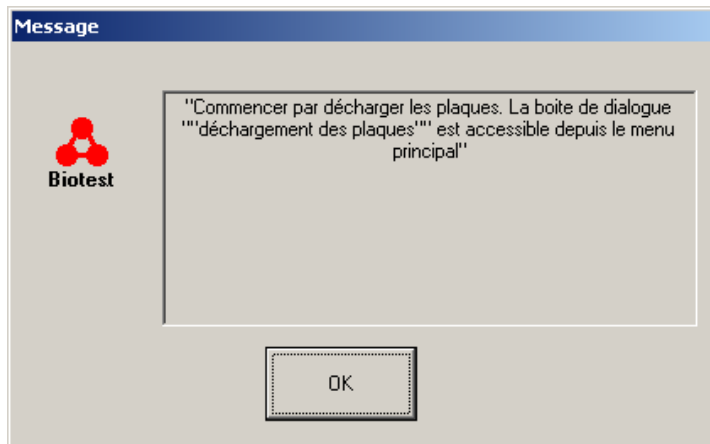 Message
"Commencer par décharger les plaques. La boite de dialogue
""'déchargement des plaques'"" est accessible depuis le menu
principal"
Biotest
OK